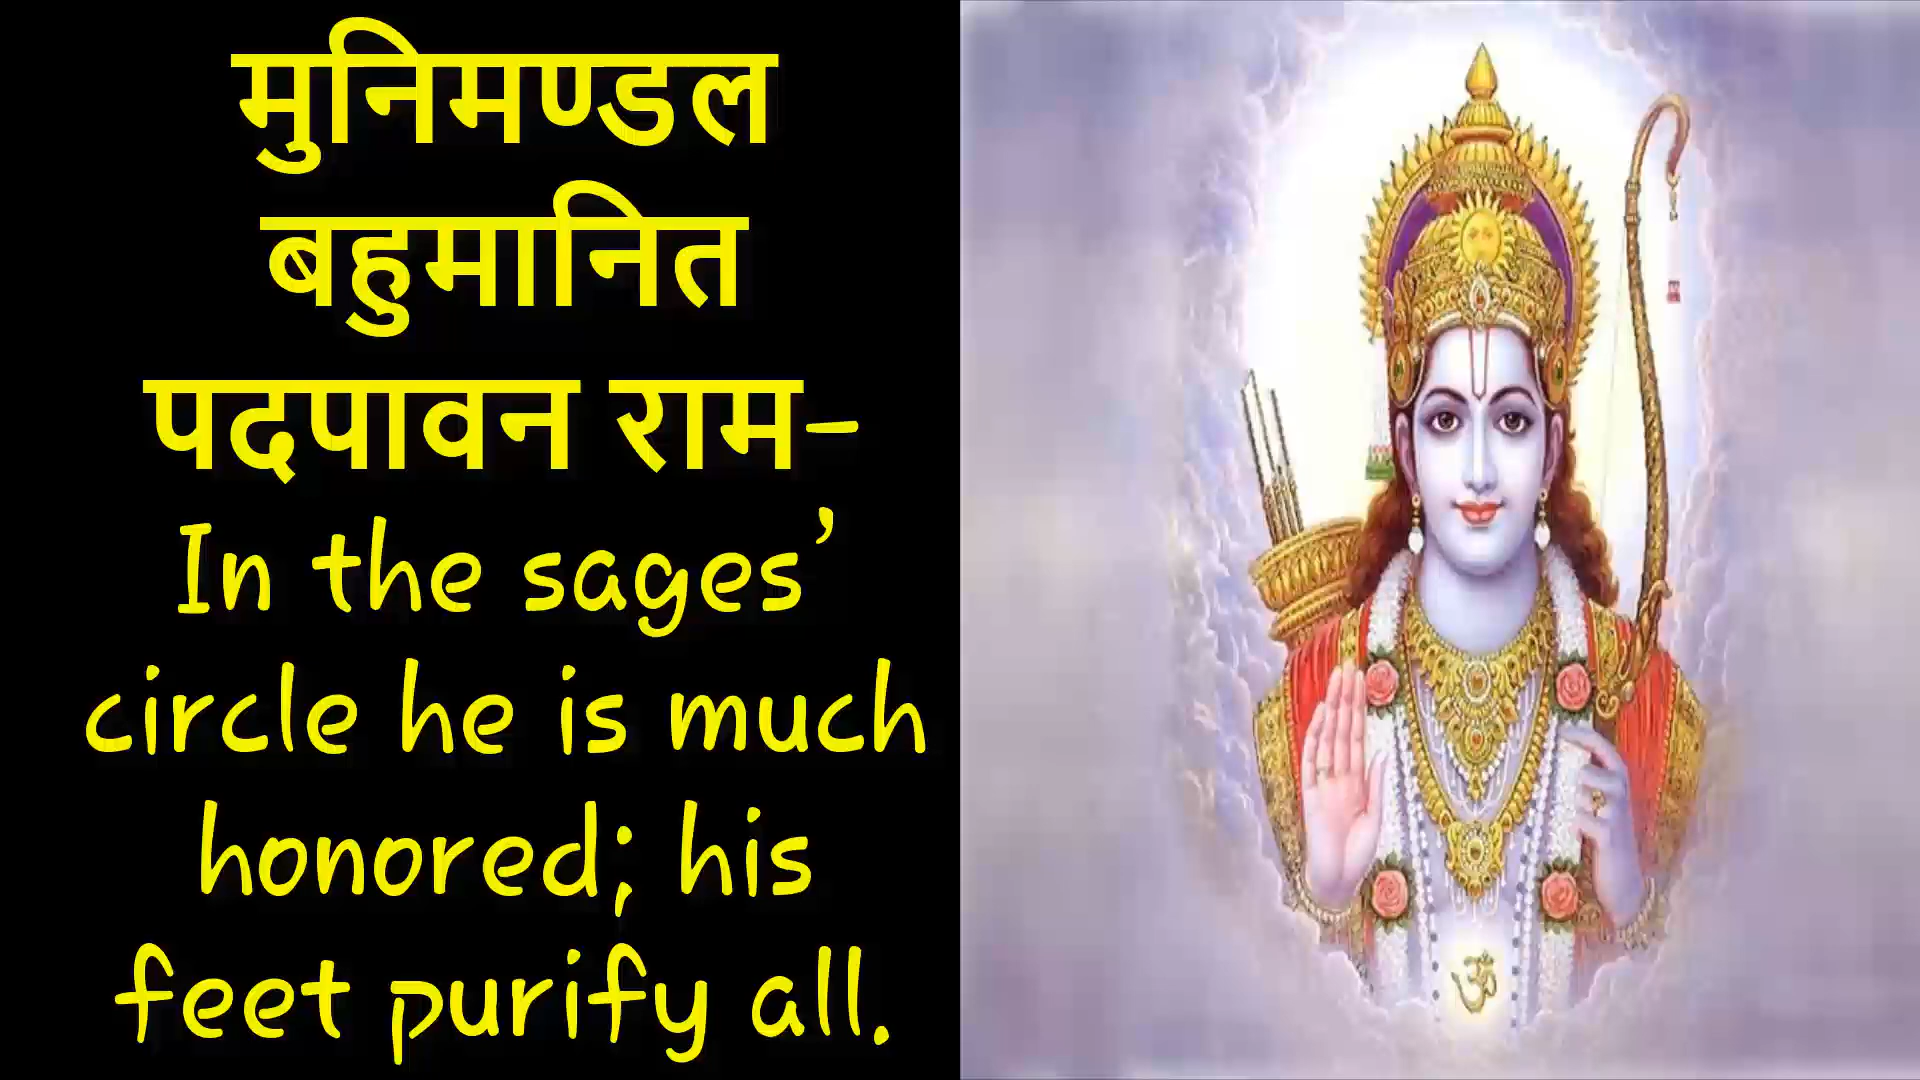 मुनिमण्डल
बहुमानित
पदपावन राम-
In the sages’
circle he is much
honored; his
feet purify all.
ॐ